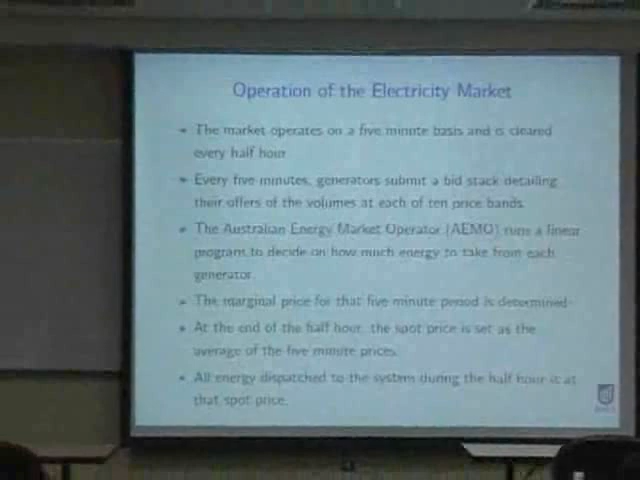 Operation of the Electricity Market
The market operates on a five minute basis and is cleared
every half hour
Every five minutes, generators submit a bid stack detailing
their offers of the volumes at each of ten price bands.
The Australian Energy Market Operator (AEMO) runs a linear
program to decide on how much energy to take from each
generator.
The marginal price for that five minute period is determined.
At the end of the half hour, the spot price is set as the
average of the five minute prices.
All energy dispatched to the system during the half hour is at
that spot price.